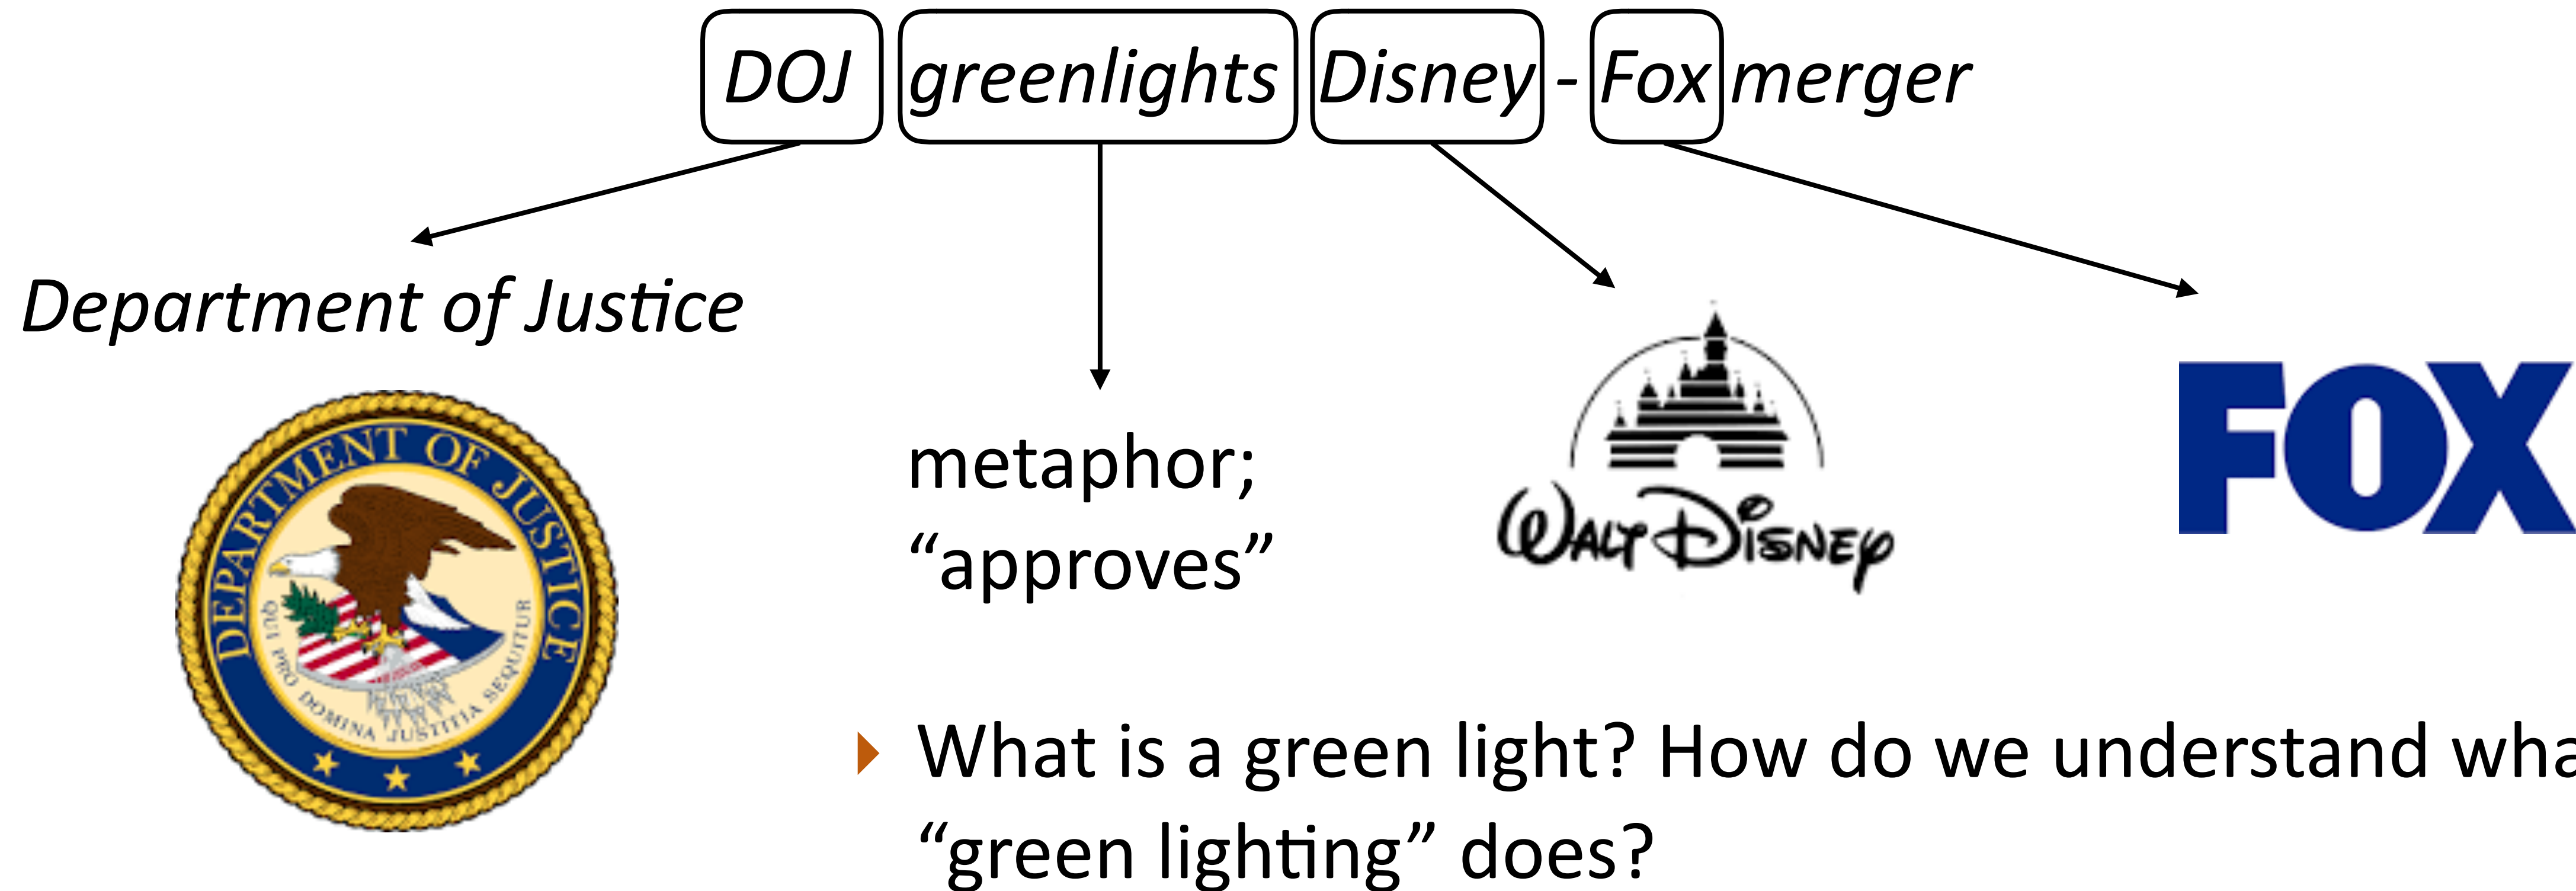 DOJ greenlights Disney - Fox merger
Department of Justice
DEPARTMENT OF JUSTICE
QUI PRO DOMINA JUSTITIA SEQUITUR
metaphor;
“approves”
WALT DISNEY
FOX
What is a green light? How do we understand wha
“green lighting” does?